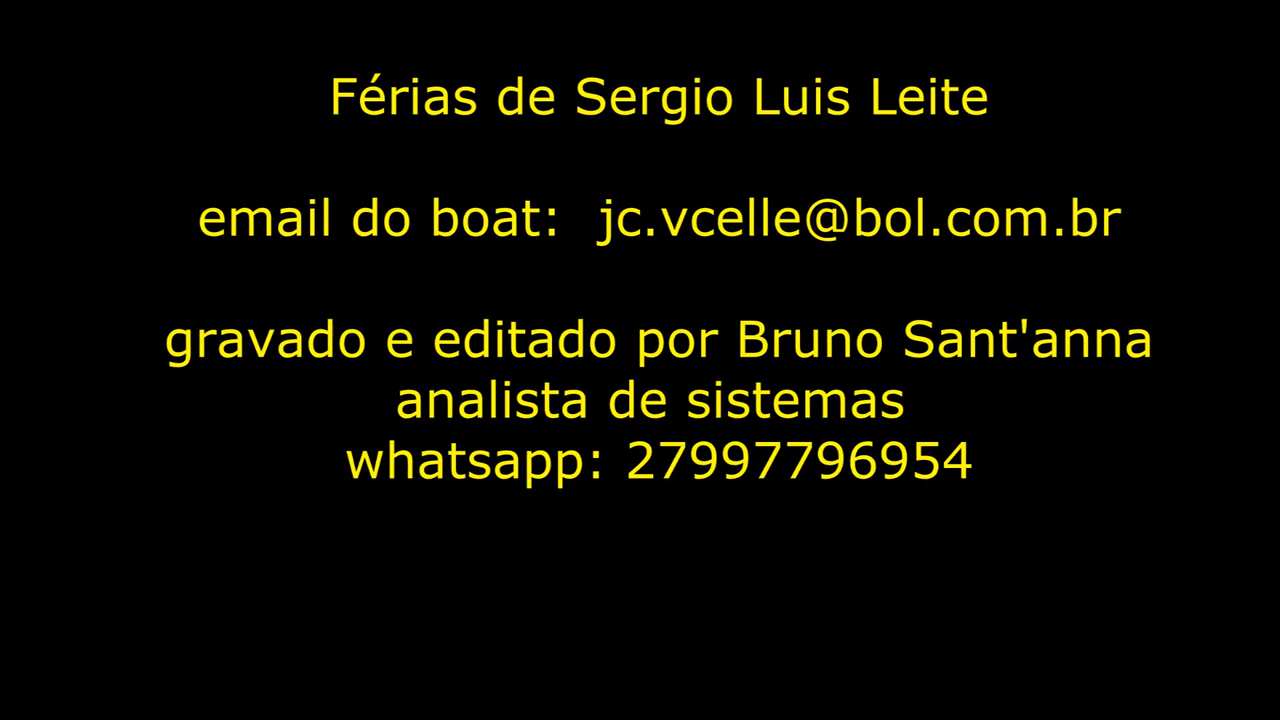 Férias de Sergio Luis Leite
email do boat:  jc.vcelle@bol.com.br
gravado e editado por Bruno Sant'anna
analista de sistemas
whatsapp: 27997796954